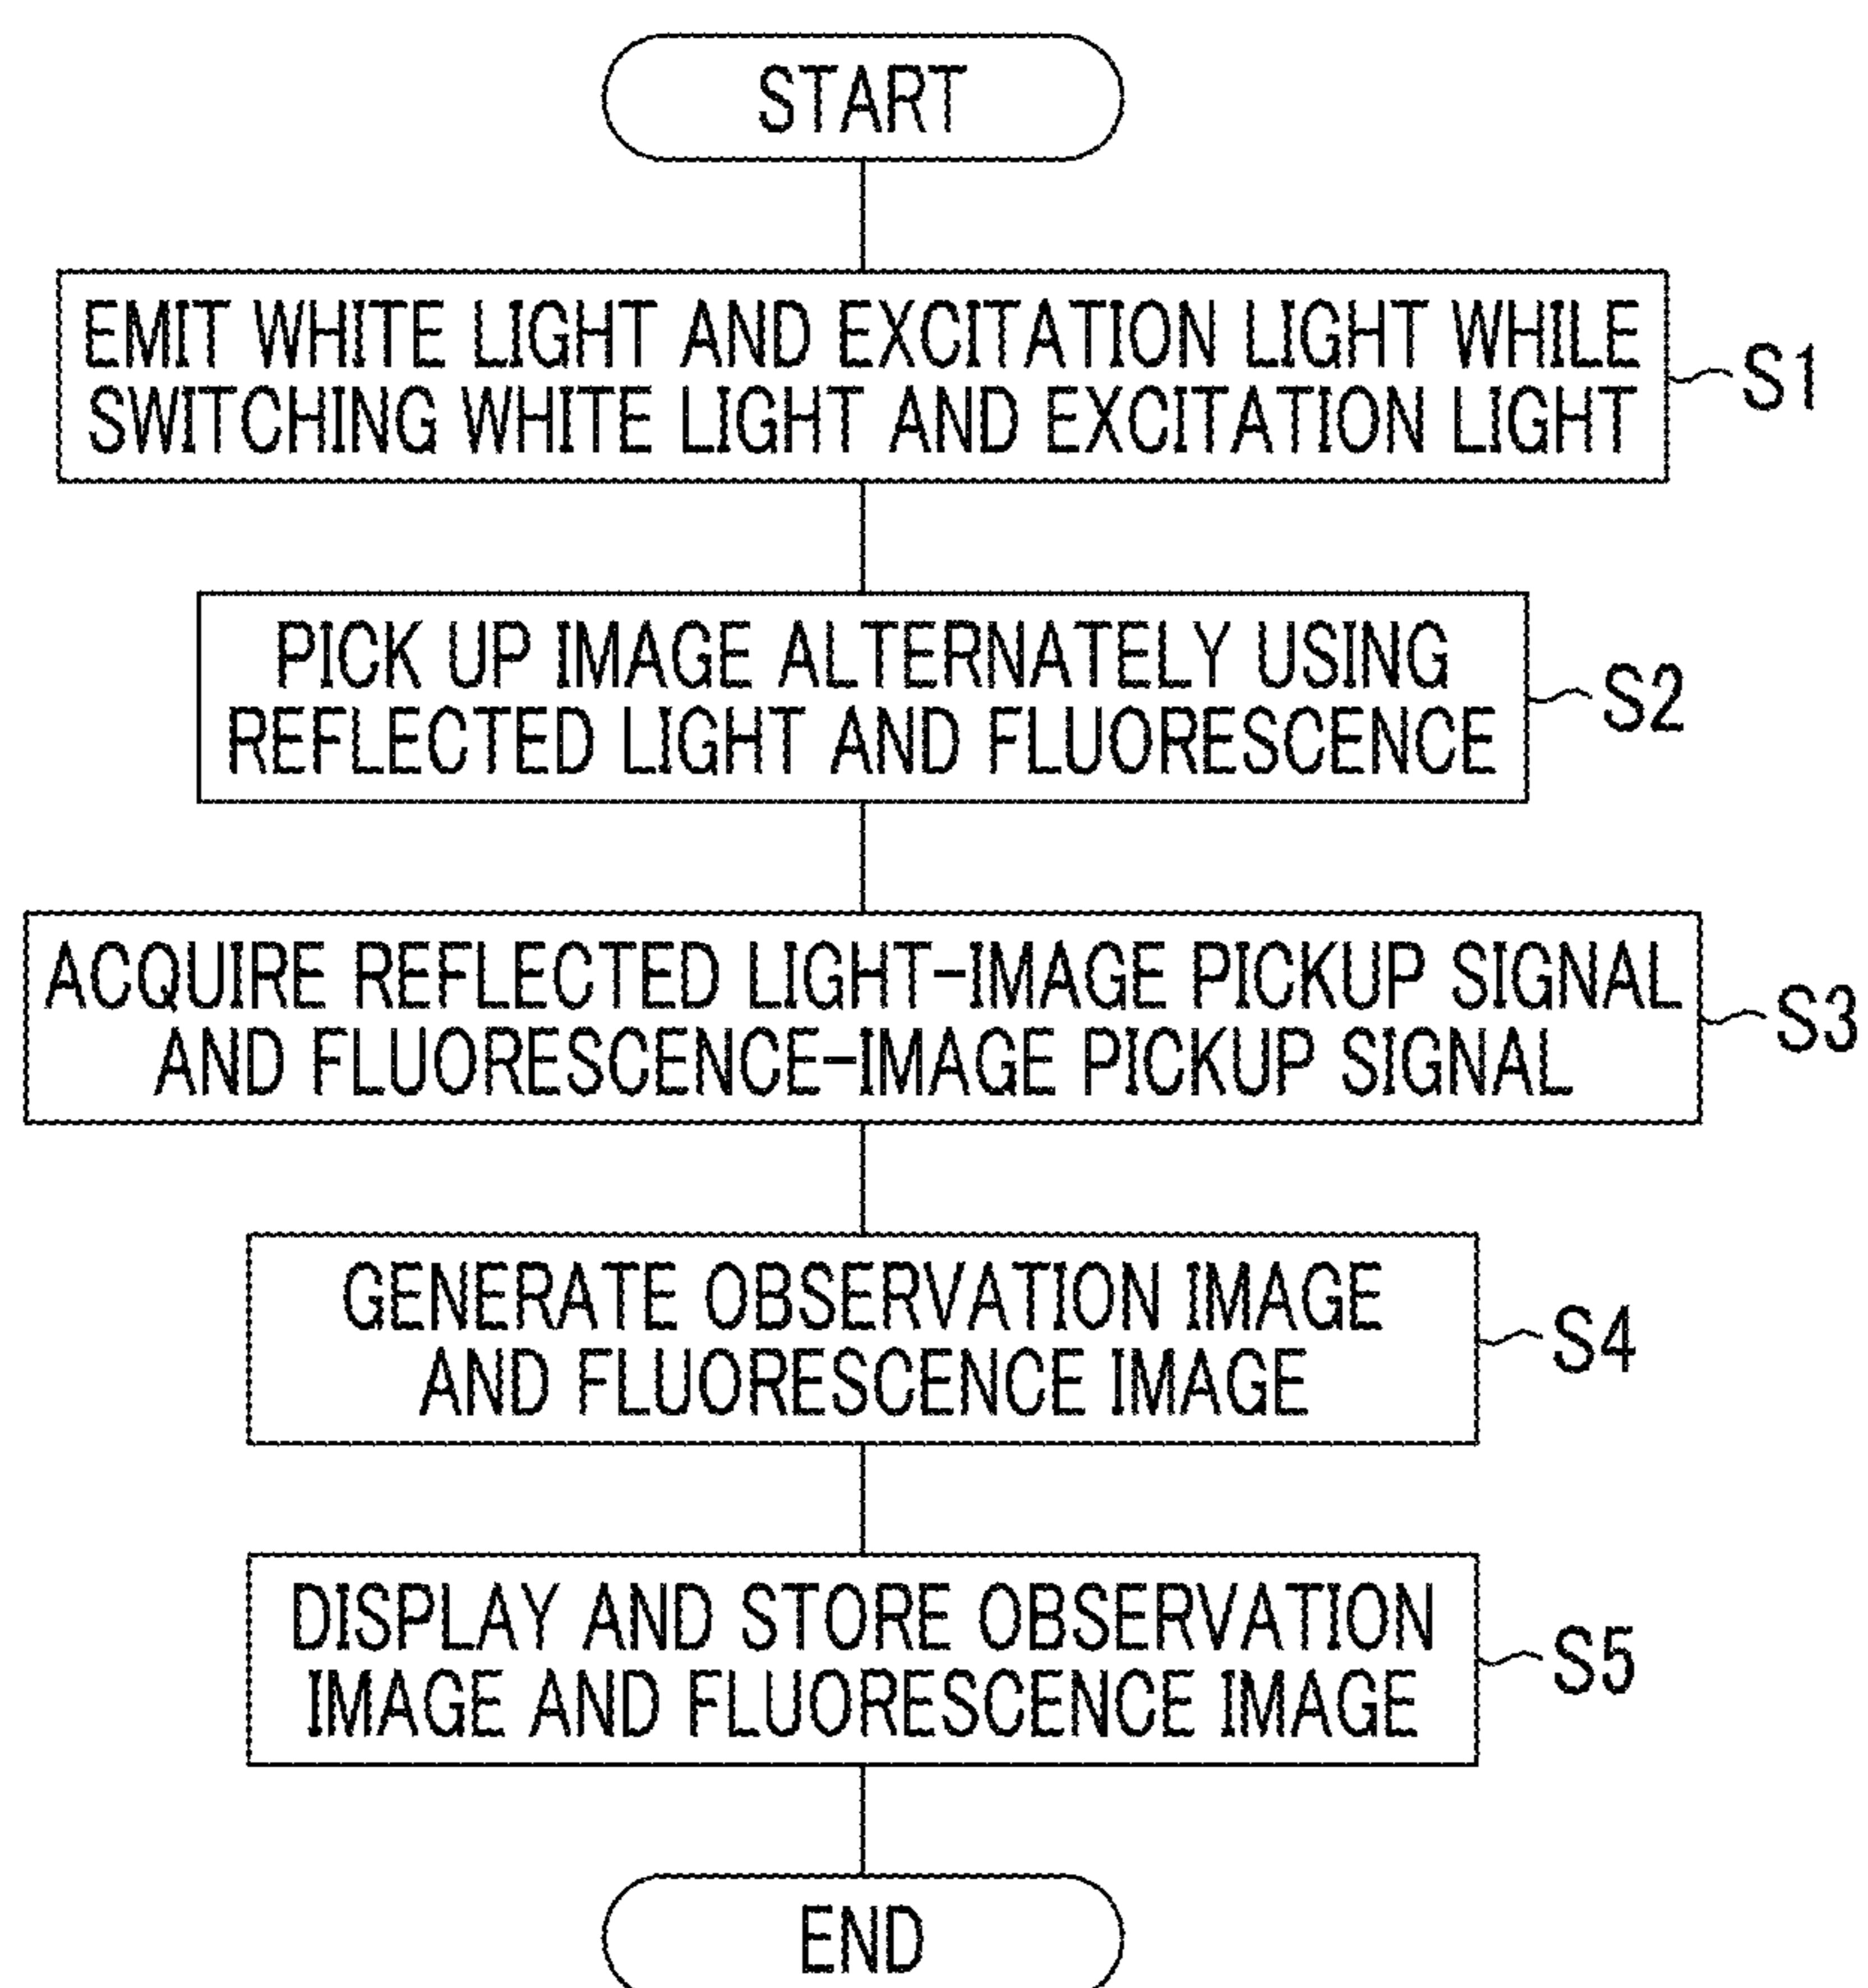 START
EMIT WHITE LIGHT AND EXCITATION LIGHT WHILE
SWITCHING WHITE LIGHT AND EXCITATION LIGHT
S1
PICK UP IMAGE ALTERNATELY USING
REFLECTED LIGHT AND FLUORESCENCE
S2
ACQUIRE REFLECTED LIGHT-IMAGE PICKUP SIGNAL
AND FLUORESCENCE-IMAGE PICKUP SIGNAL
S3
GENERATE OBSERVATION IMAGE
AND FLUORESCENCE IMAGE
S4
DISPLAY AND STORE OBSERVATION
IMAGE AND FLUORESCENCE IMAGE
S5
END